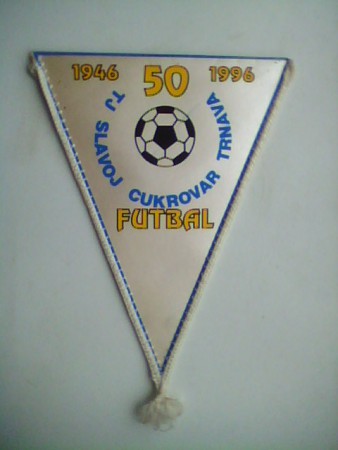 1946 50 1996
TJ SLAVOJ CUKROVAR TRNAVA
FUTBAL